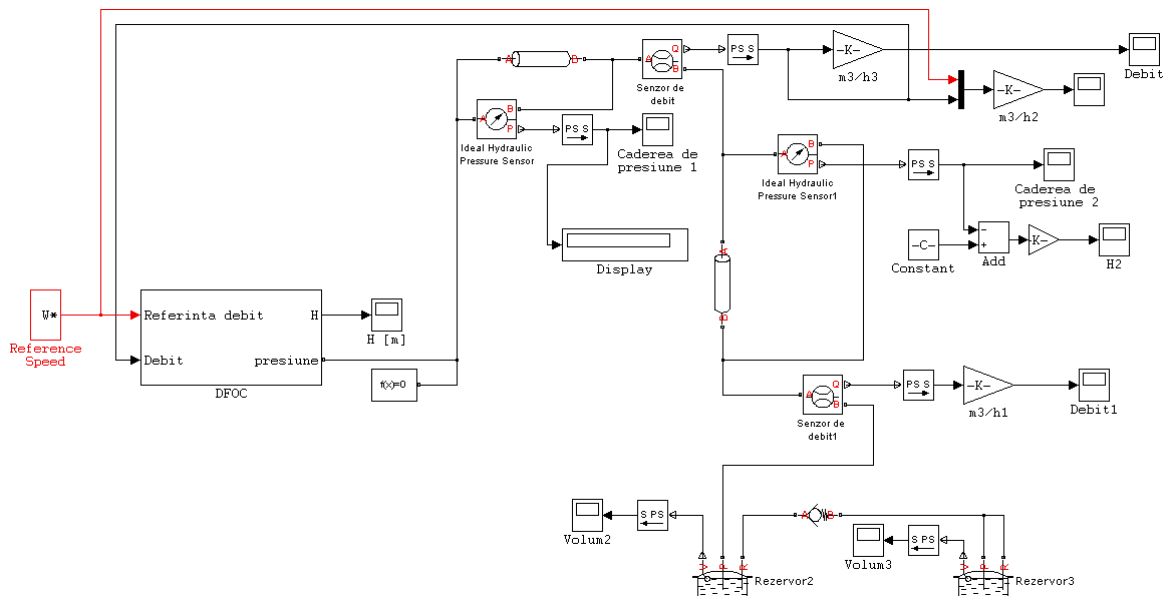 A
B
A
Q
B
Senzor de
debit
PS S
-K-
m3/h3
Debit
-K-
m3/h2
A
B
P
Ideal Hydraulic
Pressure Sensor
PS S
Caderea de
presiune 1
A
B
P
Ideal Hydraulic
Pressure Sensor1
PS S
Caderea de
presiune 2
Display
-C-
Constant
-
+
Add
-K-
H2
A
B
W*
Reference
Speed
Referinta debit
Debit
H
presiune
DFOC
H [m]
f(x)=0
A
Q
B
Senzor de
debit1
PS S
-K-
m3/h1
Debit1
Volum2
S PS
A
B
Volum3
S PS
V
P
R
Rezervor2
V
P
R
Rezervor3